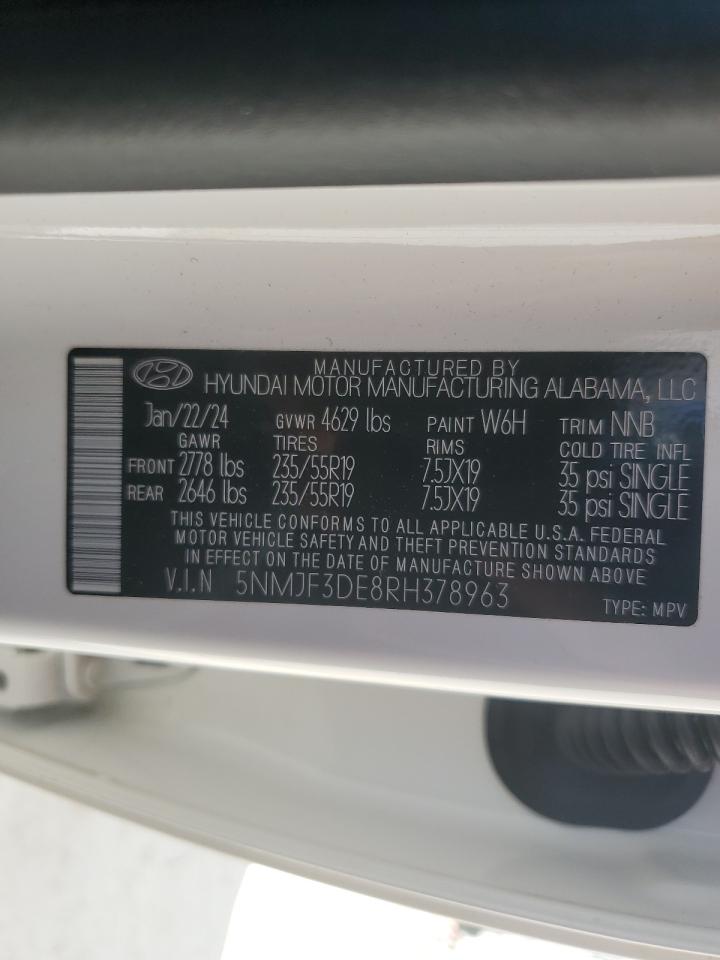 MANUFACTURED BY
HYUNDAI MOTOR MANUFACTURING ALABAMA, LLC
Jan/22/24 GVWR 4629 lbs PAINT W6H TRIM NNB
GAWR TIRES RIMS COLD TIRE INFL
FRONT 2778 lbs 235/55R19 7.5JX19 35 psi SINGLE
REAR 2646 lbs 235/55R19 7.5JX19 35 psi SINGLE
THIS VEHICLE CONFORMS TO ALL APPLICABLE U.S.A. FEDERAL
MOTOR VEHICLE SAFETY AND THEFT PREVENTION STANDARDS
IN EFFECT ON THE DATE OF MANUFACTURE SHOWN ABOVE
V.I.N 5NMJF3DE8RH378963
TYPE: MPV